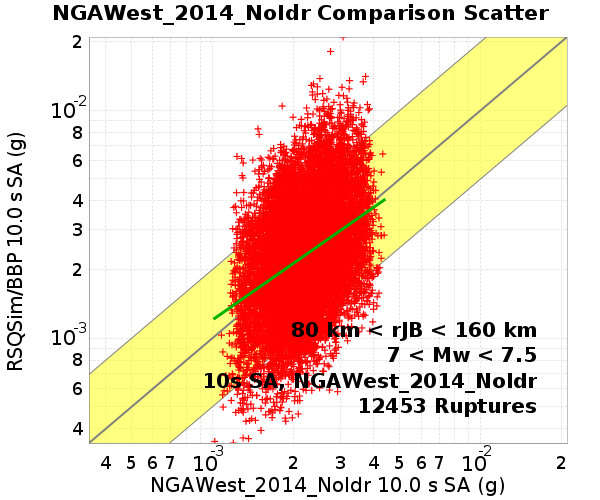 NGAWest_2014_NoIdr Comparison Scatter
2
10-2
8
6
4
3
2
10-3
8
6
4
RSQSim/BBP 10.0 s SA (g)
80 km < rJB < 160 km
7 < Mw < 7.5
10s SA, NGAWest_2014_NoIdr
12453 Ruptures
4 5 6 7 10-3 2 3 4 5 6 7 10-2 2
NGAWest_2014_NoIdr 10.0 s SA (g)